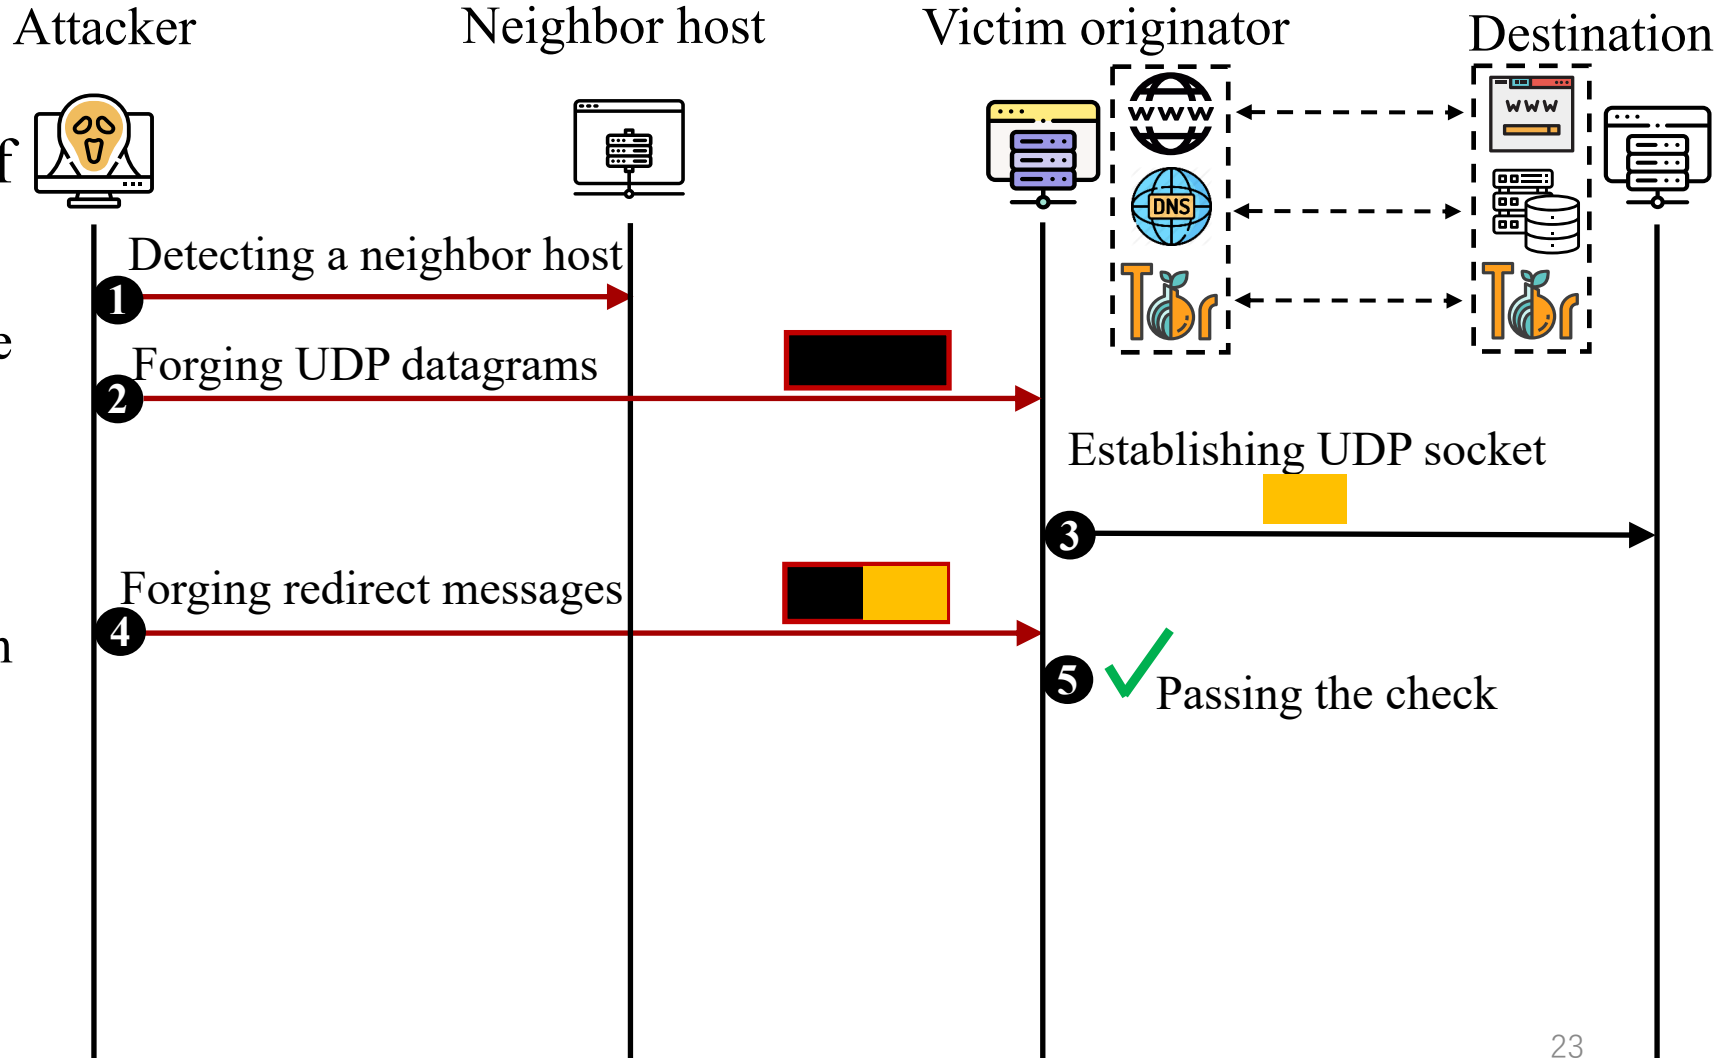 Attacker
Neighbor host
Victim originator
Destination
www
www
f
DNS
Detecting a neighbor host
1
Tor
Tor
e
Forging UDP datagrams
2
Establishing UDP socket
3
Forging redirect messages
4
n
5
Passing the check
23